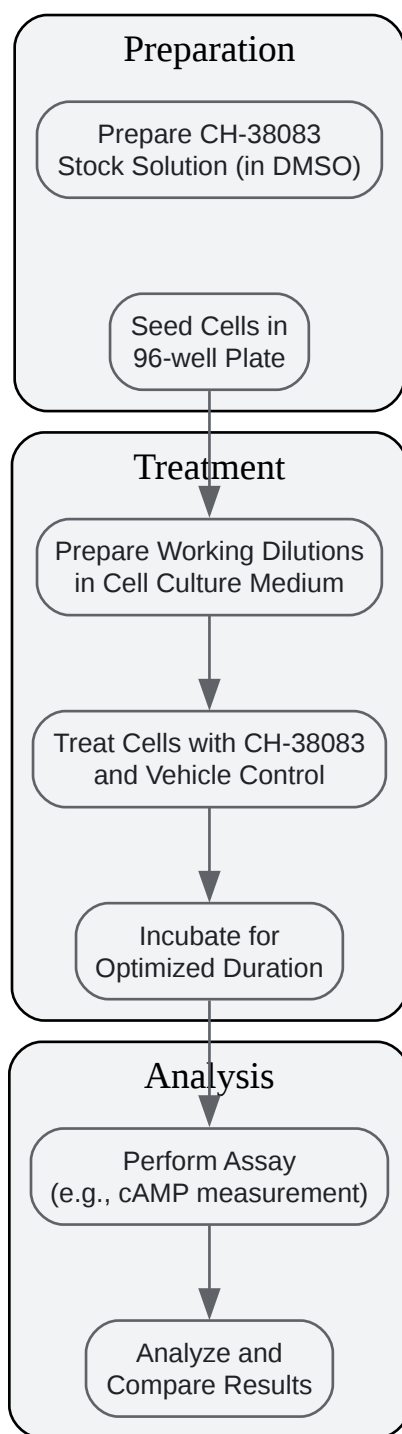 Preparation
Prepare CH-38083
Stock Solution (in DMSO)
Seed Cells in
96-well Plate
Treatment
Prepare Working Dilutions
in Cell Culture Medium
Treat Cells with CH-38083
and Vehicle Control
Incubate for
Optimized Duration
Analysis
Perform Assay
(e.g., cAMP measurement)
Analyze and
Compare Results